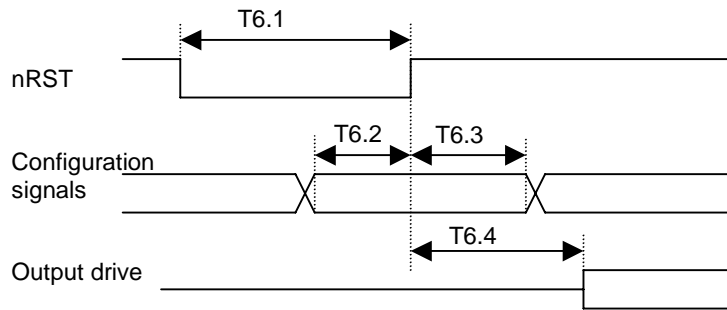 T6.1
nRST
T6.2
T6.3
Configuration
signals
T6.4
Output drive